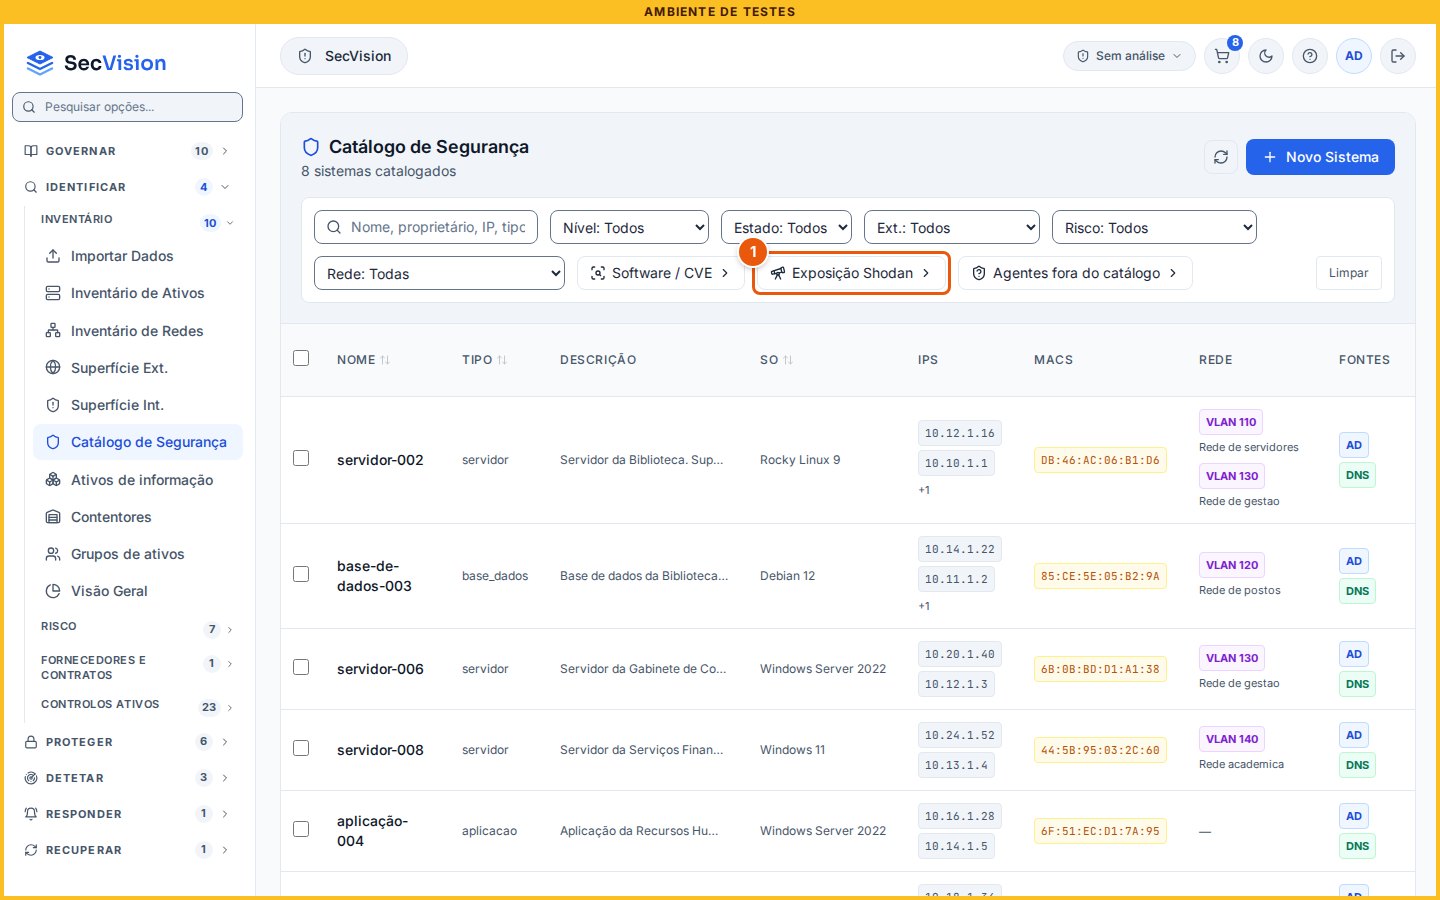 AMBIENTE DE TESTES
SecVision
Pesquisar opções...
GOVERNAR 10
IDENTIFICAR 4
INVENTÁRIO 10
Importar Dados
Inventário de Ativos
Inventário de Redes
Superfície Ext.
Superfície Int.
Catálogo de Segurança
Ativos de informação
Contentores
Grupos de ativos
Visão Geral
RISCO 7
FORNECEDORES E CONTRATOS 1
CONTROLOS ATIVOS 23
PROTEGER 6
DETETAR 3
RESPONDER 1
RECUPERAR 1
SecVision
Sem análise
8
AD
Catálogo de Segurança
8 sistemas catalogados
Novo Sistema
Nome, proprietário, IP, tipo
Nível: Todos
Estado: Todos
Ext.: Todos
Risco: Todos
Rede: Todas
Software / CVE
1
Exposição Shodan
Agentes fora do catálogo
Limpar
NOME TIPO DESCRIÇÃO SO IPS MACS REDE FONTES
servidor-002 servidor Servidor da Biblioteca. Sup... Rocky Linux 9 10.12.1.16 10.10.1.1 +1 DB:46:AC:06:B1:D6 VLAN 110 Rede de servidores VLAN 130 Rede de gestao AD DNS
base-de-dados-003 base_dados Base de dados da Biblioteca... Debian 12 10.14.1.22 10.11.1.2 +1 85:CE:5E:05:B2:9A VLAN 120 Rede de postos AD DNS
servidor-006 servidor Servidor da Gabinete de Co... Windows Server 2022 10.20.1.40 10.12.1.3 6B:0B:BD:D1:A1:38 VLAN 130 Rede de gestao AD DNS
servidor-008 servidor Servidor da Serviços Finan... Windows 11 10.24.1.52 10.13.1.4 44:5B:95:03:2C:60 VLAN 140 Rede academica AD DNS
aplicação-004 aplicacao Aplicação da Recursos Hu... Windows Server 2022 10.16.1.28 10.14.1.5 6F:51:EC:D1:7A:95 — AD DNS